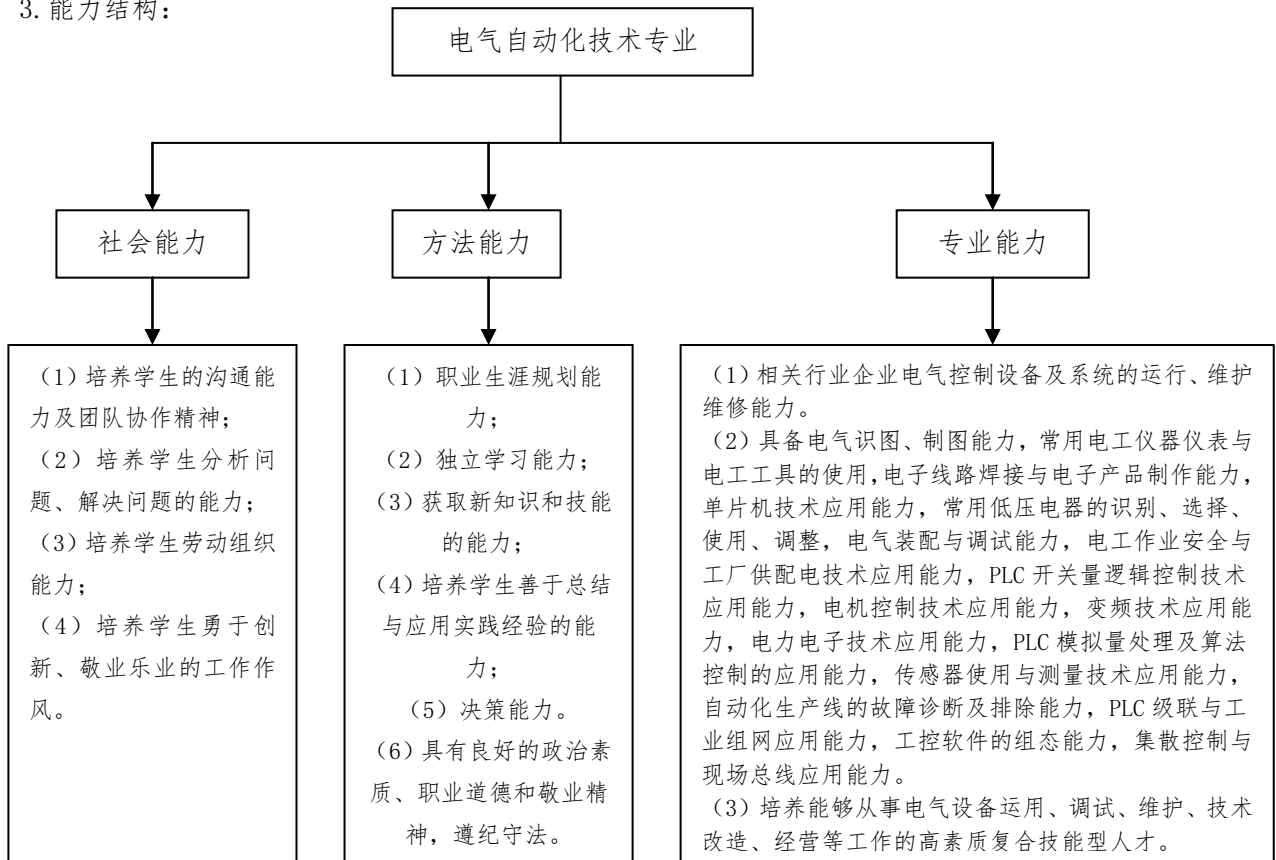 3.能力结构：
电气自动化技术专业
社会能力
方法能力
专业能力
（1）培养学生的沟通能
力及团队协作精神；
（2）培养学生分析问
题、解决问题的能力；
（3）培养学生劳动组织
能力；
（4）培养学生勇于创
新、敬业乐业的工作作
风。
（1）职业生涯规划能
力；
（2）独立学习能力；
（3）获取新知识和技能
的能力；
（4）培养学生善于总结
与应用实践经验的能
力；
（5）决策能力。
（6）具有良好的政治素
质、职业道德和敬业精
神，遵纪守法。
（1）相关行业企业电气控制设备及系统的运行、维护
维修能力。
（2）具备电气识图、制图能力，常用电工仪器仪表与
电工工具的使用，电子线路焊接与电子产品制作能力，
单片机技术应用能力，常用低压电器的识别、选择、
使用、调整，电气装配与调试能力，电工作业安全与
工厂供配电技术应用能力，PLC 开关量逻辑控制技术
应用能力，电机控制技术应用能力，变频技术应用能
力，电力电子技术应用能力，PLC 模拟量处理及算法
控制的应用能力，传感器使用与测量技术应用能力，
自动化生产线的故障诊断及排除能力，PLC 级联与工
业组网应用能力，工控软件的组态能力，集散控制与
现场总线应用能力。
（3）培养能够从事电气设备运用、调试、维护、技术
改造、经营等工作的高素质复合技能型人才。